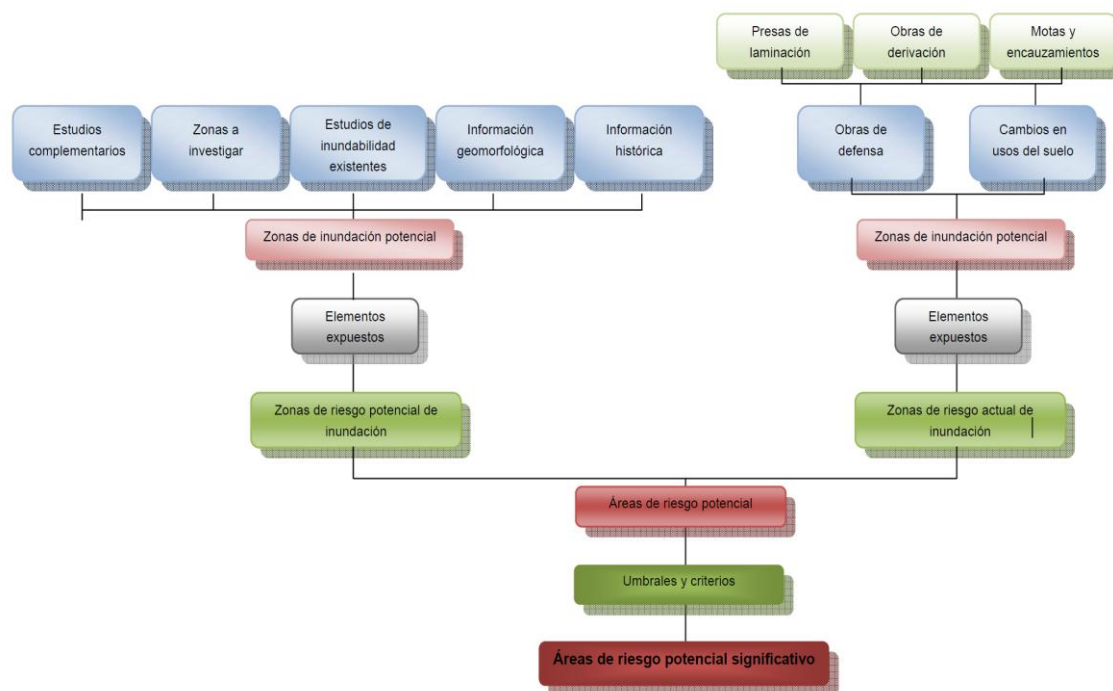 Presas de
laminación
Obras de
derivación
Motas y
encauzamientos
Estudios
complementarios
Zonas a
investigar
Estudios de
inundabilidad
existentes
Información
geomorfológica
Información
histórica
Obras de
defensa
Cambios en
usos del suelo
Zonas de inundación potencial
Zonas de inundación potencial
Elementos
expuestos
Elementos
expuestos
Zonas de riesgo potencial de
inundación
Zonas de riesgo actual de
inundación
Áreas de riesgo potencial
Umbrales y criterios
Áreas de riesgo potencial significativo